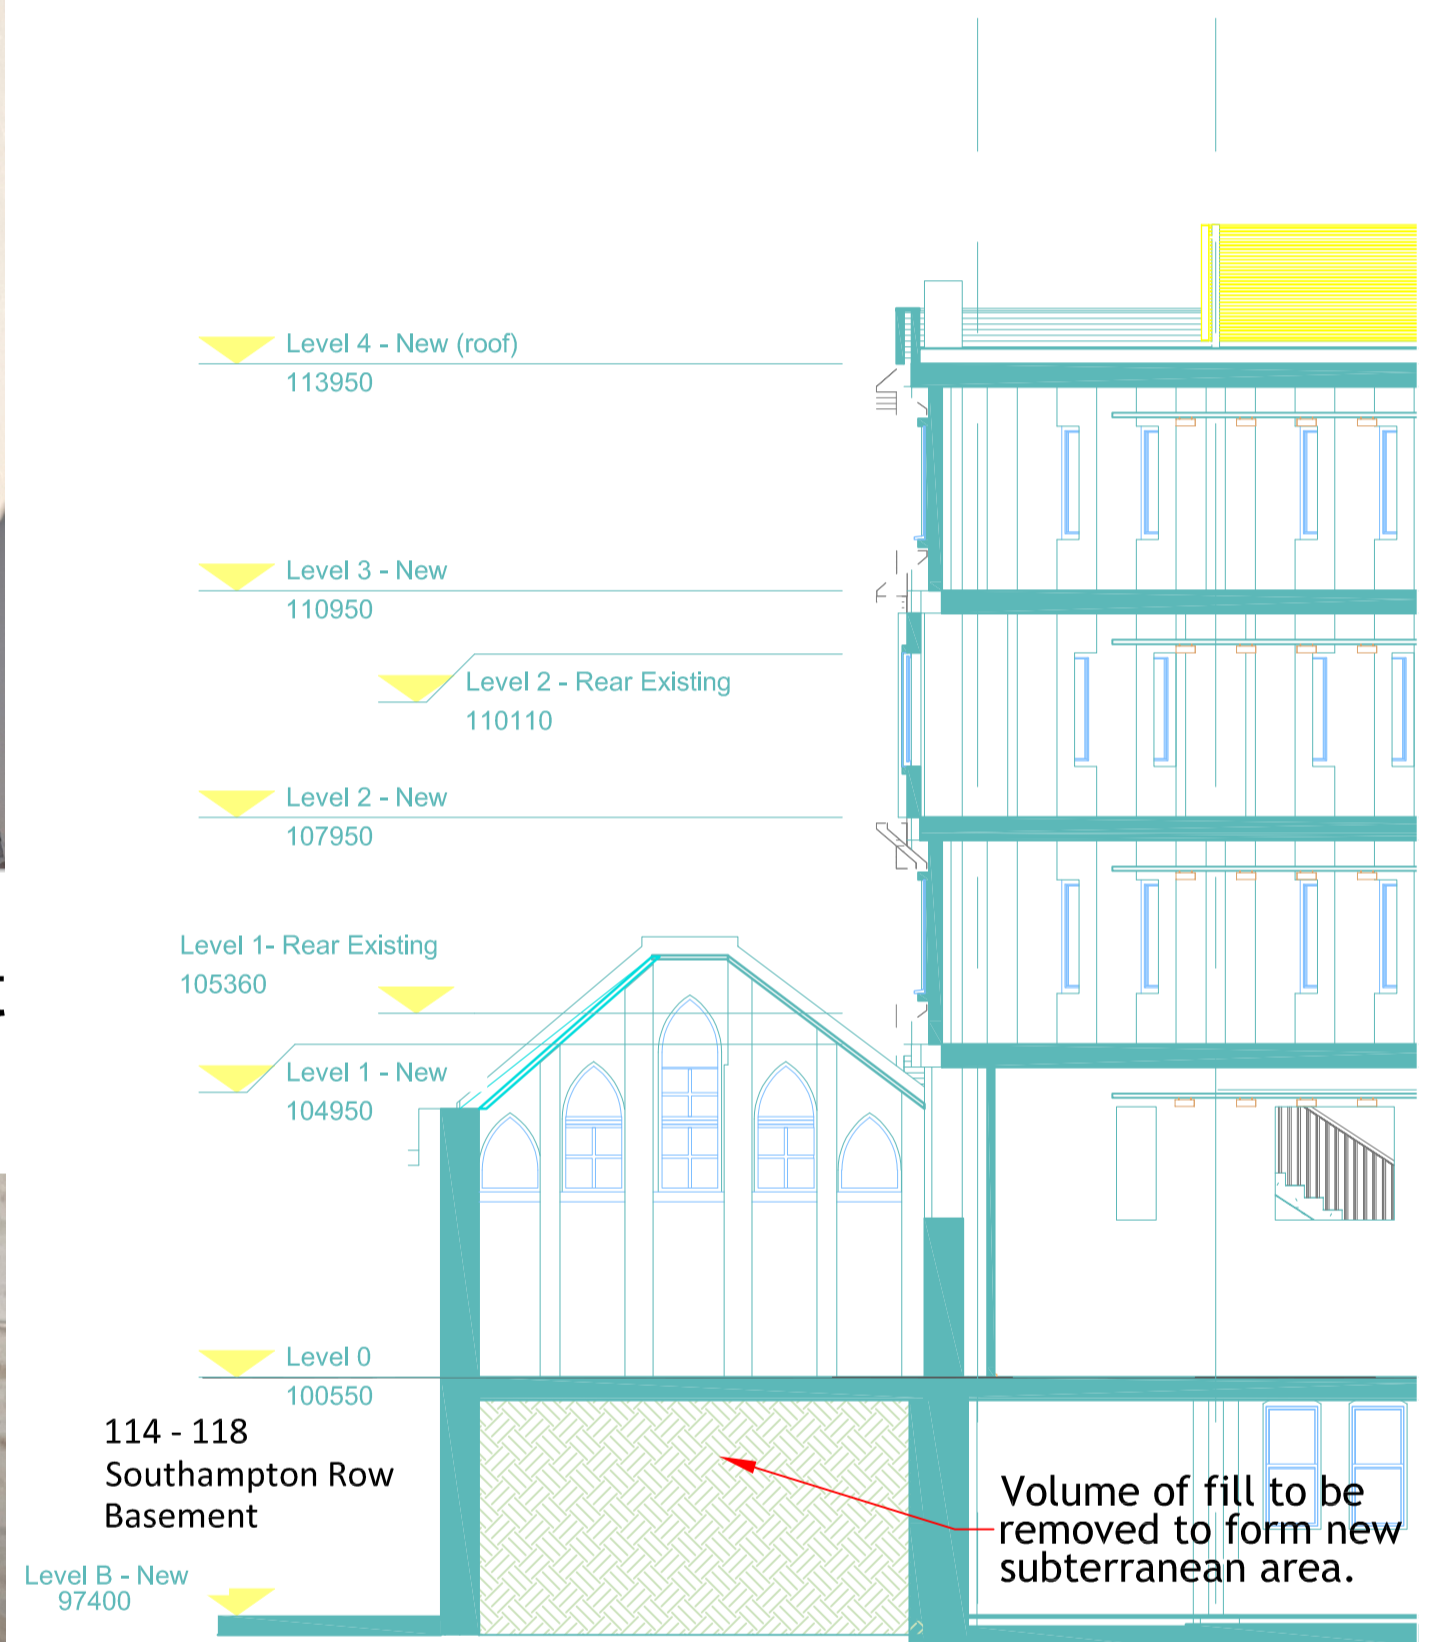 Level 4 - New (roof)
113950
Level 3 - New
110950
Level 2 - Rear Existing
110110
Level 2 - New
107950
Level 1- Rear Existing
105360
Level 1 - New
104950
Level 0
100550
114 - 118
Southampton Row
Basement
Volume of fill to be
removed to form new
subterranean area.
Level B - New
97400